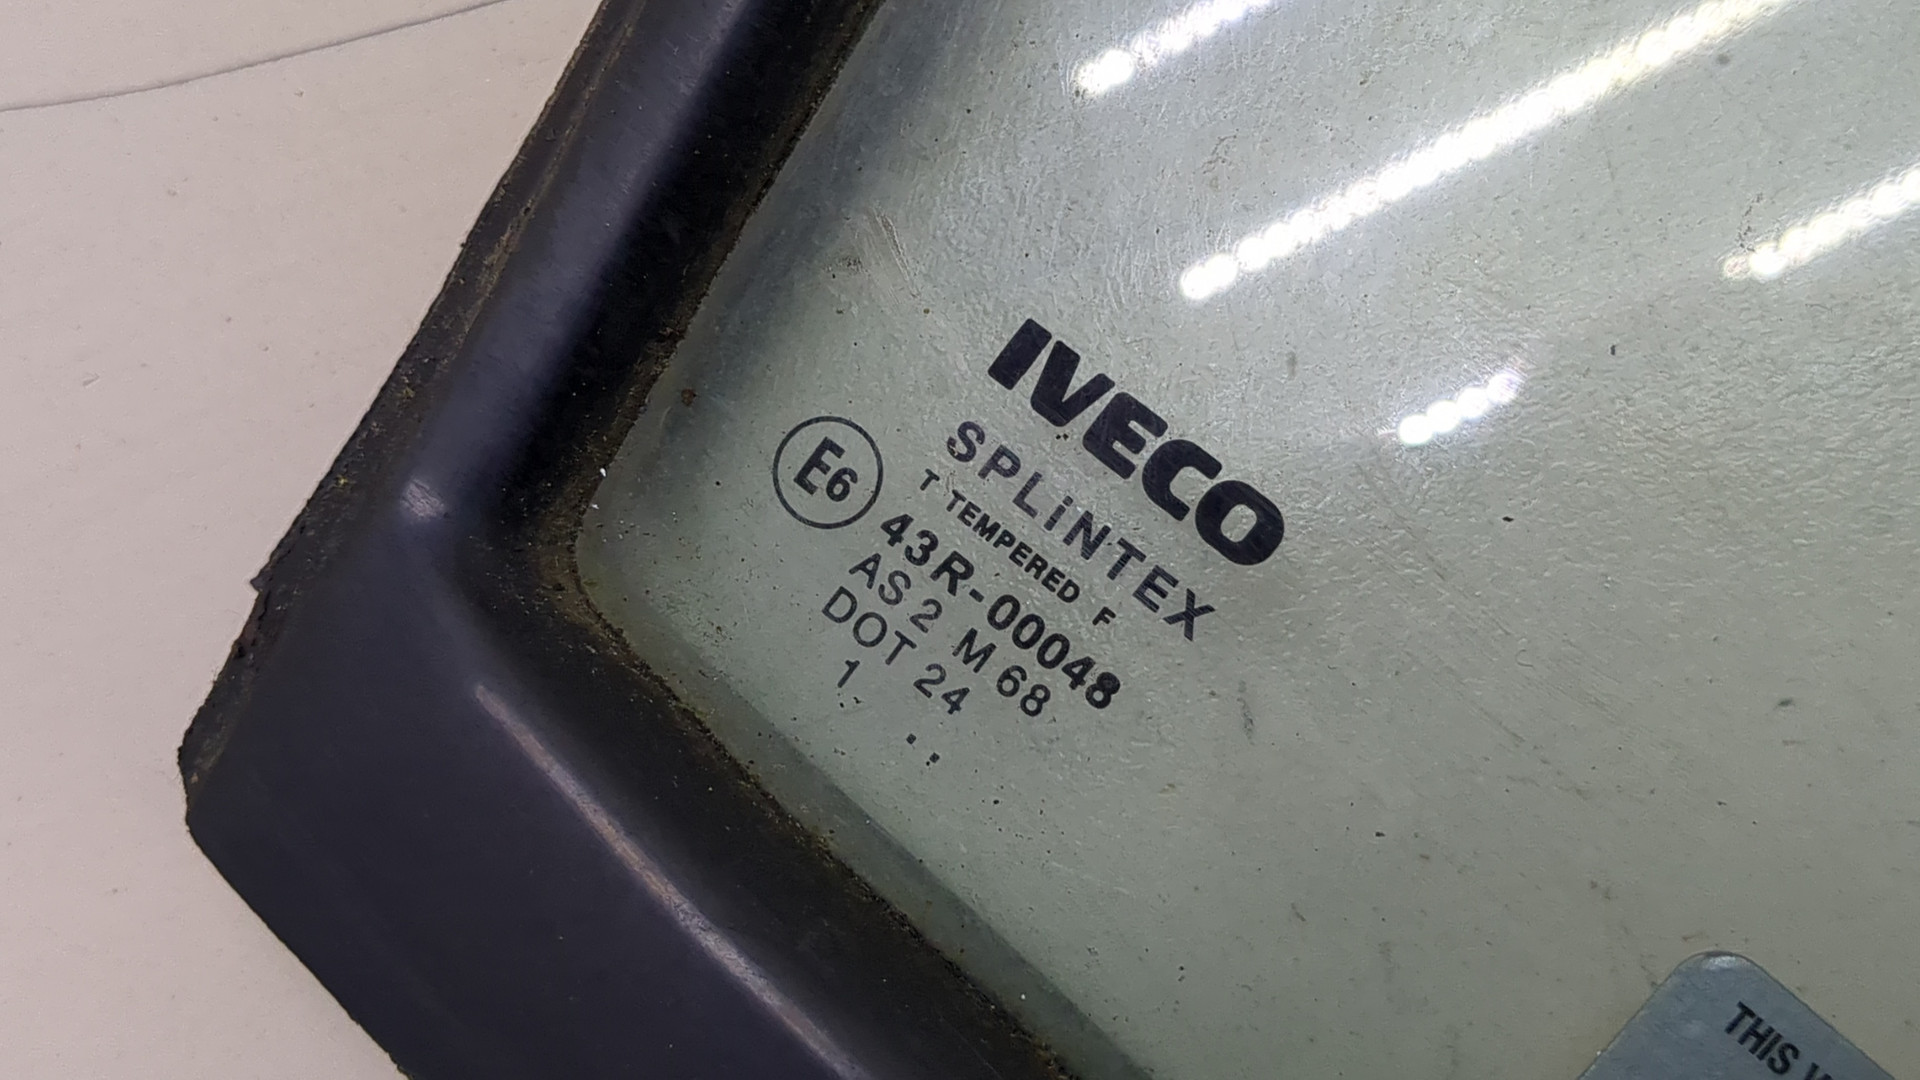 IVECO
SPLiNTEX
T TEMPERED F
E6 43R-00048
AS 2 M 68
DOT 24
1 . ..
THIS